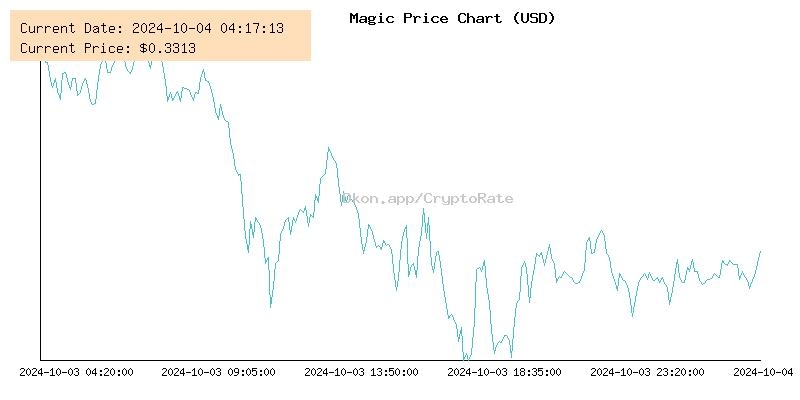 Magic Price Chart (USD)
Current Date: 2024-10-04 04:17:13
Current Price: $0.3313
0kon.app/CryptoRate
2024-10-03 04:20:00 2024-10-03 09:05:00 2024-10-03 13:50:00 2024-10-03 18:35:00 2024-10-03 23:20:00 2024-10-04